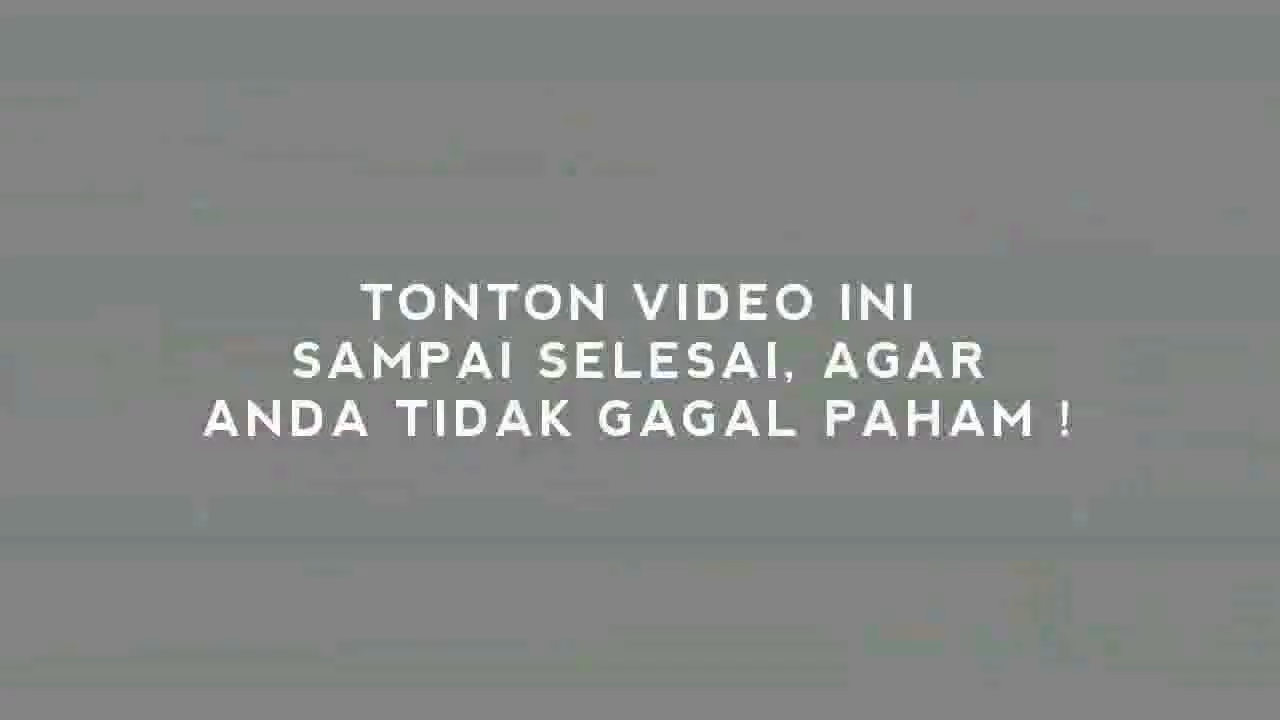 TONTON VIDEO INI
SAMPAI SELESAI, AGAR
ANDA TIDAK GAGAL PAHAM !